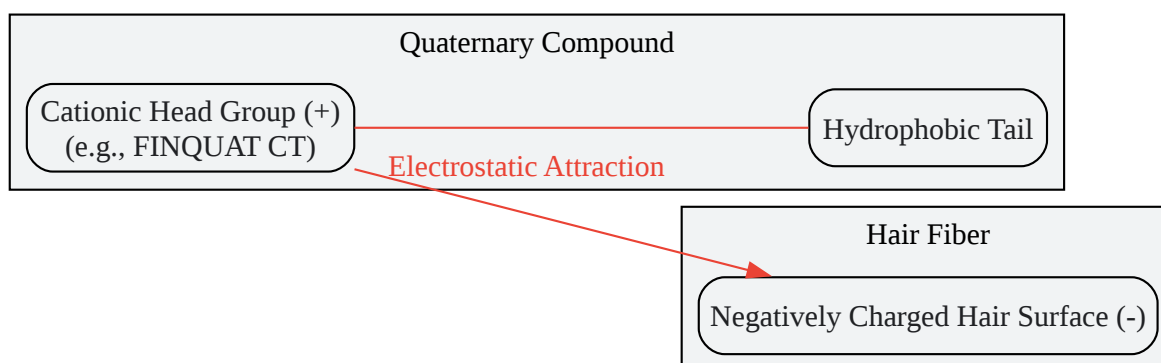 Quaternary Compound
Cationic Head Group (+)
(e.g., FINQUAT CT)
Hydrophobic Tail
Electrostatic Attraction
Hair Fiber
Negatively Charged Hair Surface (-)